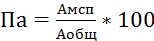 Па = Амсп / Аобщ * 100